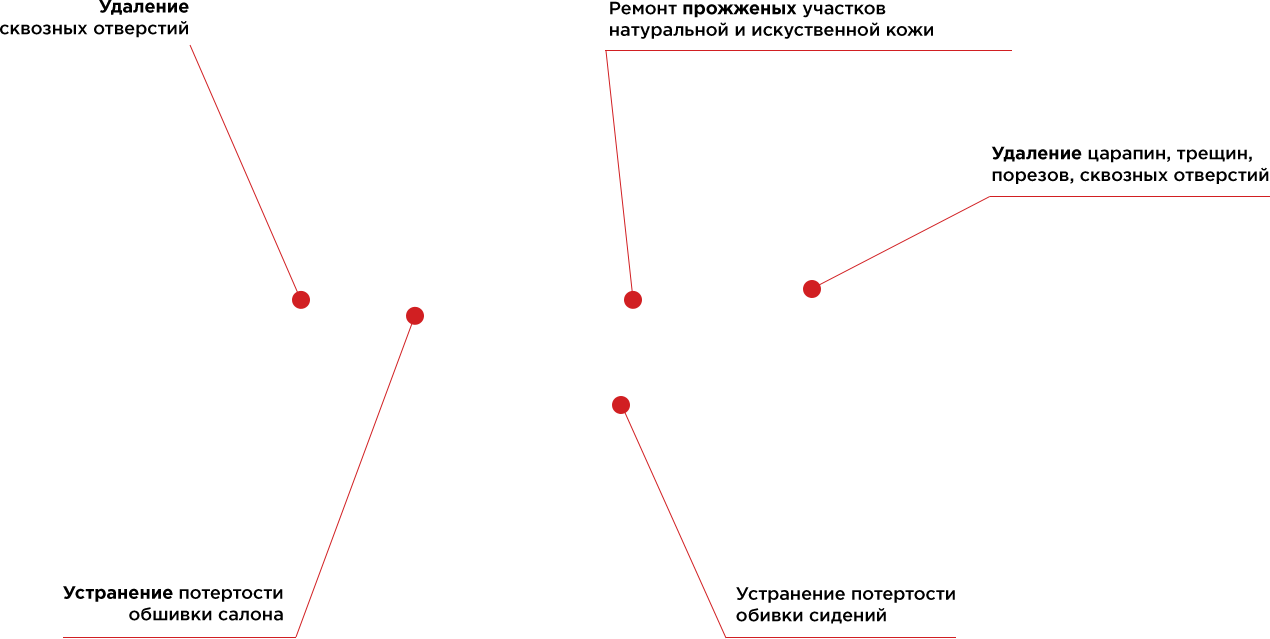 Удаление
сквозных отверстий
Ремонт прожженых участков
натуральной и искуственной кожи
Удаление царапин, трещин,
порезов, сквозных отверстий
Устранение потертости
обшивки салона
Устранение потертости
обивки сидений